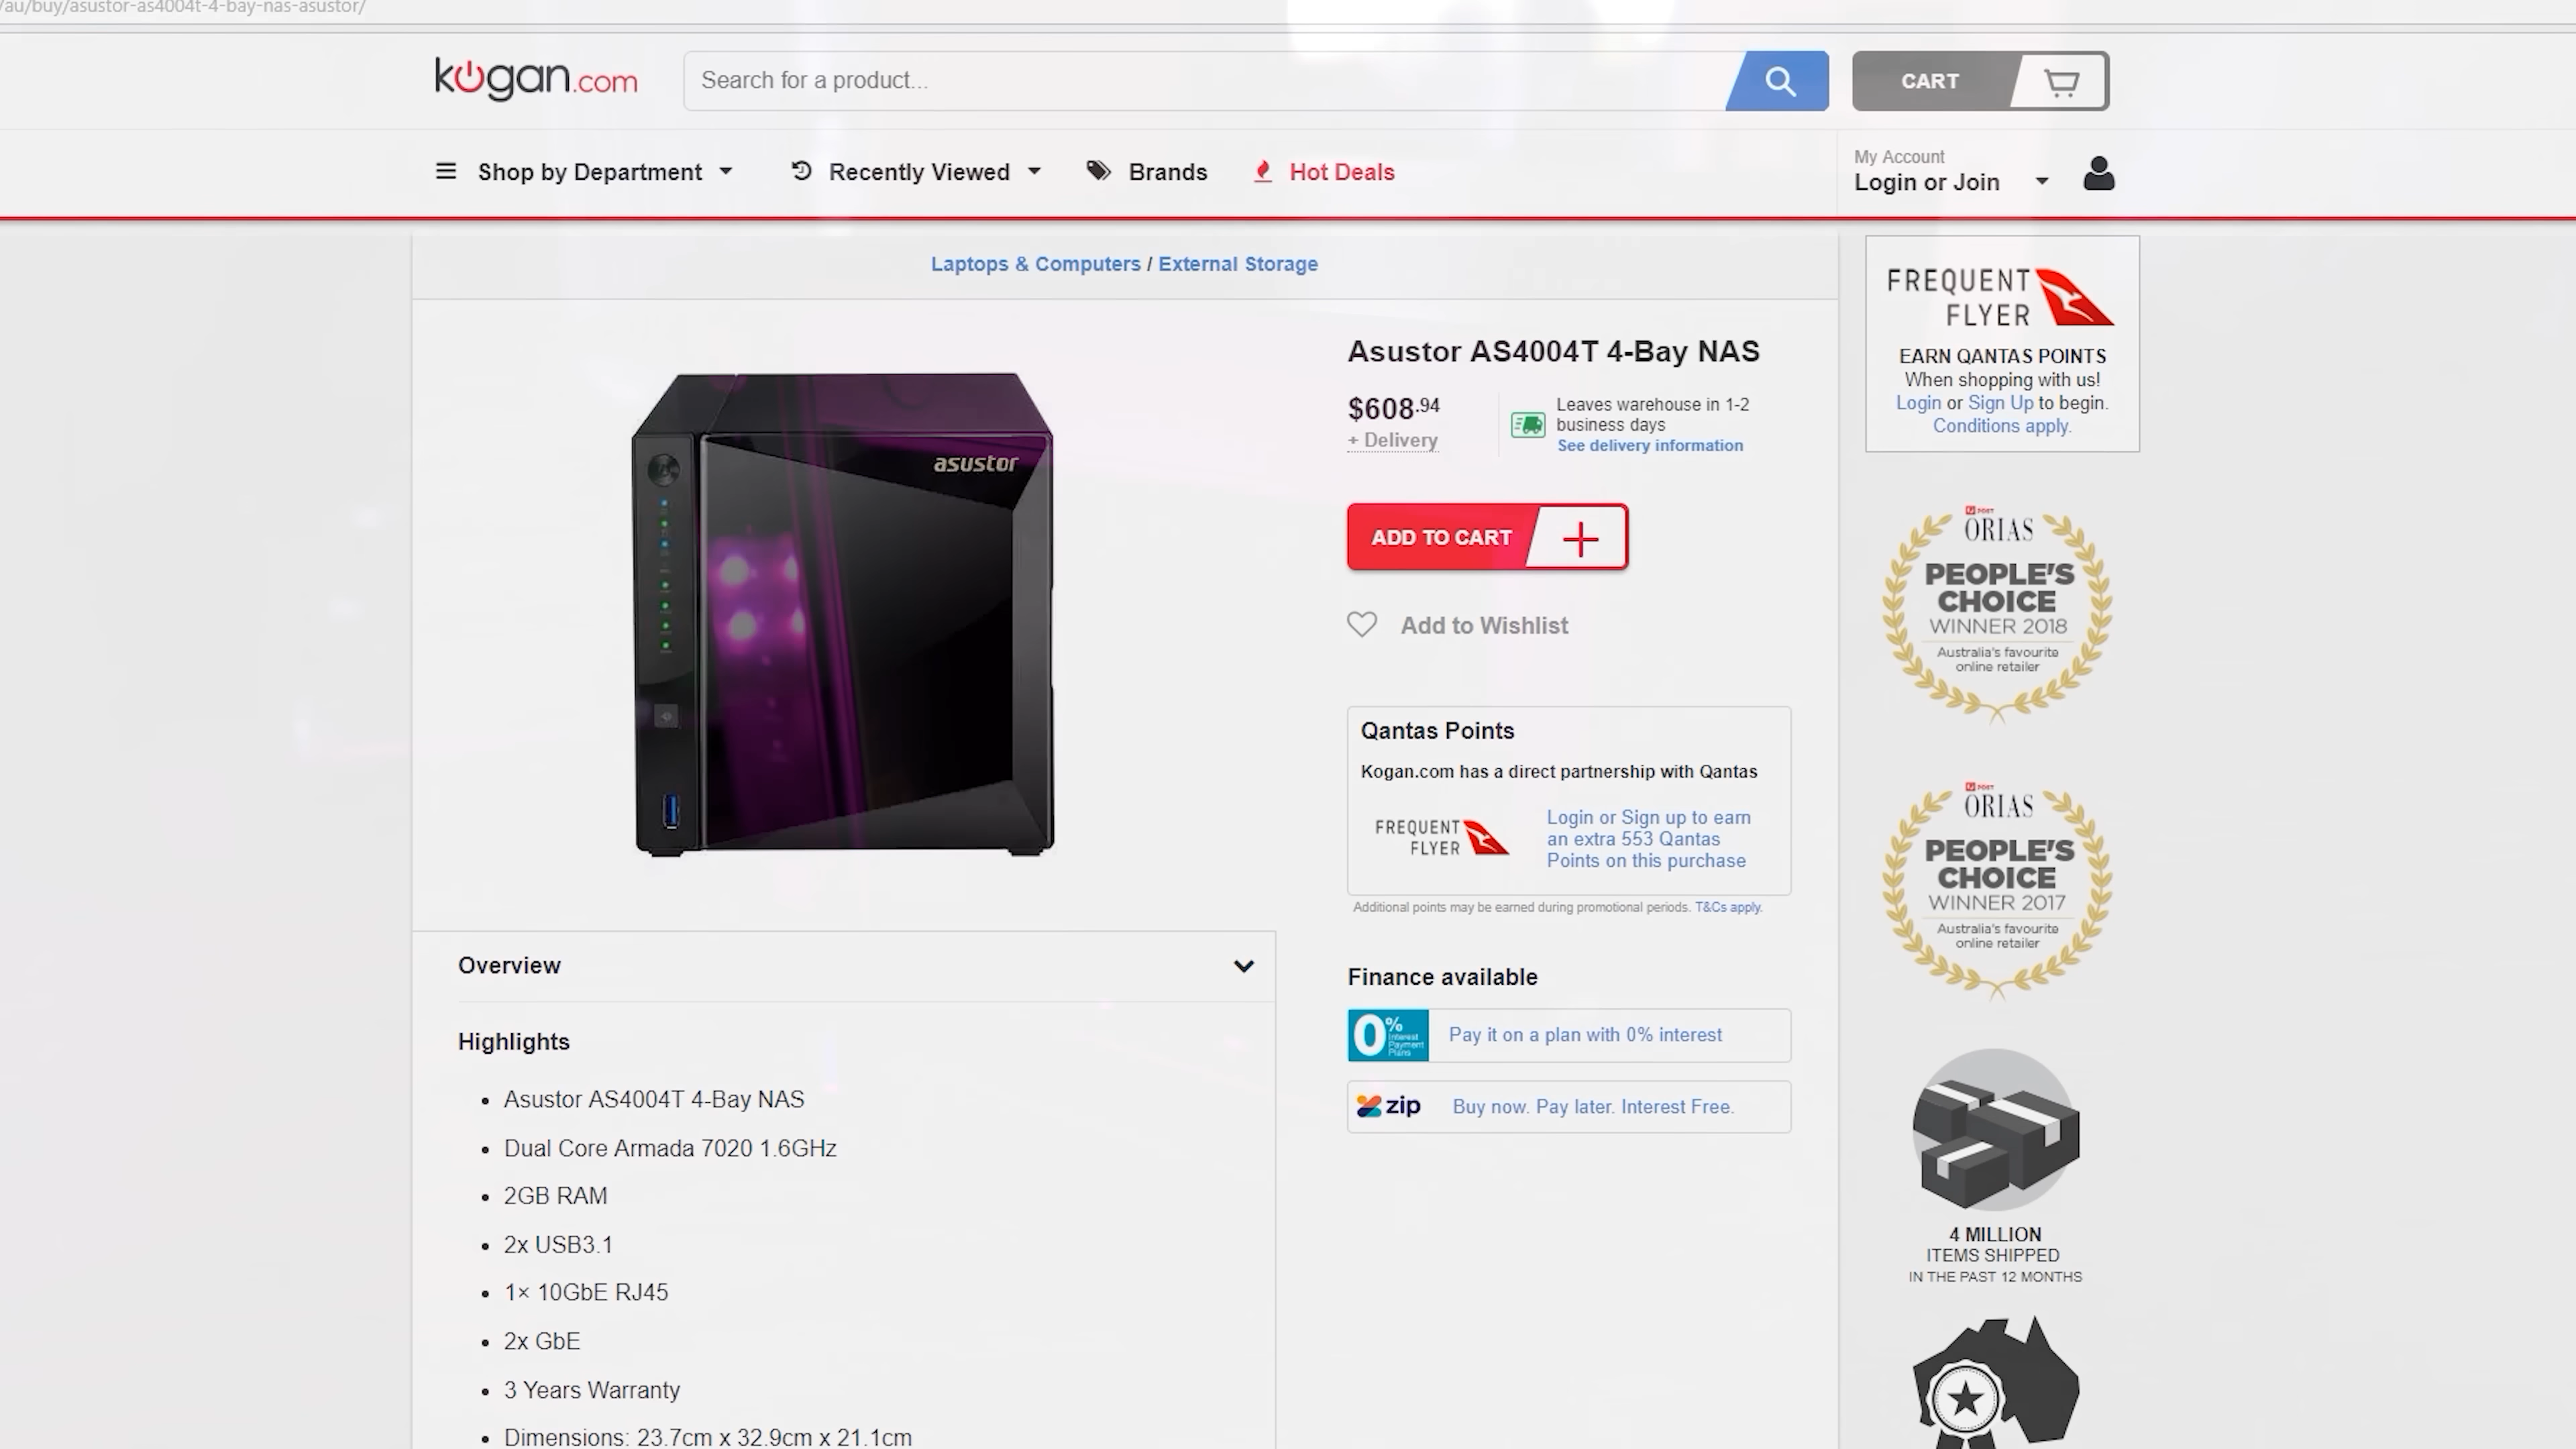 /au/buy/asustor-as4004t-4-bay-nas-asustor/
kogan.com
Search for a product...
CART
Shop by Department
Recently Viewed
Brands
Hot Deals
My Account
Login or Join
Laptops & Computers / External Storage
asustor
Asustor AS4004T 4-Bay NAS
$608.94
+ Delivery
Leaves warehouse in 1-2
business days
See delivery information
ADD TO CART
Add to Wishlist
Qantas Points
Kogan.com has a direct partnership with Qantas
FREQUENT
FLYER
Login or Sign up to earn
an extra 553 Qantas
Points on this purchase
Additional points may be earned during promotional periods. T&Cs apply.
Finance available
0%
Interest
Payment
Plans
Pay it on a plan with 0% interest
zip
Buy now. Pay later. Interest Free.
Overview
Highlights
Asustor AS4004T 4-Bay NAS
Dual Core Armada 7020 1.6GHz
2GB RAM
2x USB3.1
1× 10GbE RJ45
2x GbE
3 Years Warranty
Dimensions: 23.7cm x 32.9cm x 21.1cm
FREQUENT
FLYER
EARN QANTAS POINTS
When shopping with us!
Login or Sign Up to begin.
Conditions apply.
POST
ORIAS
PEOPLE'S
CHOICE
WINNER 2018
Australia's favourite
online retailer
POST
ORIAS
PEOPLE'S
CHOICE
WINNER 2017
Australia's favourite
online retailer
4 MILLION
ITEMS SHIPPED
IN THE PAST 12 MONTHS